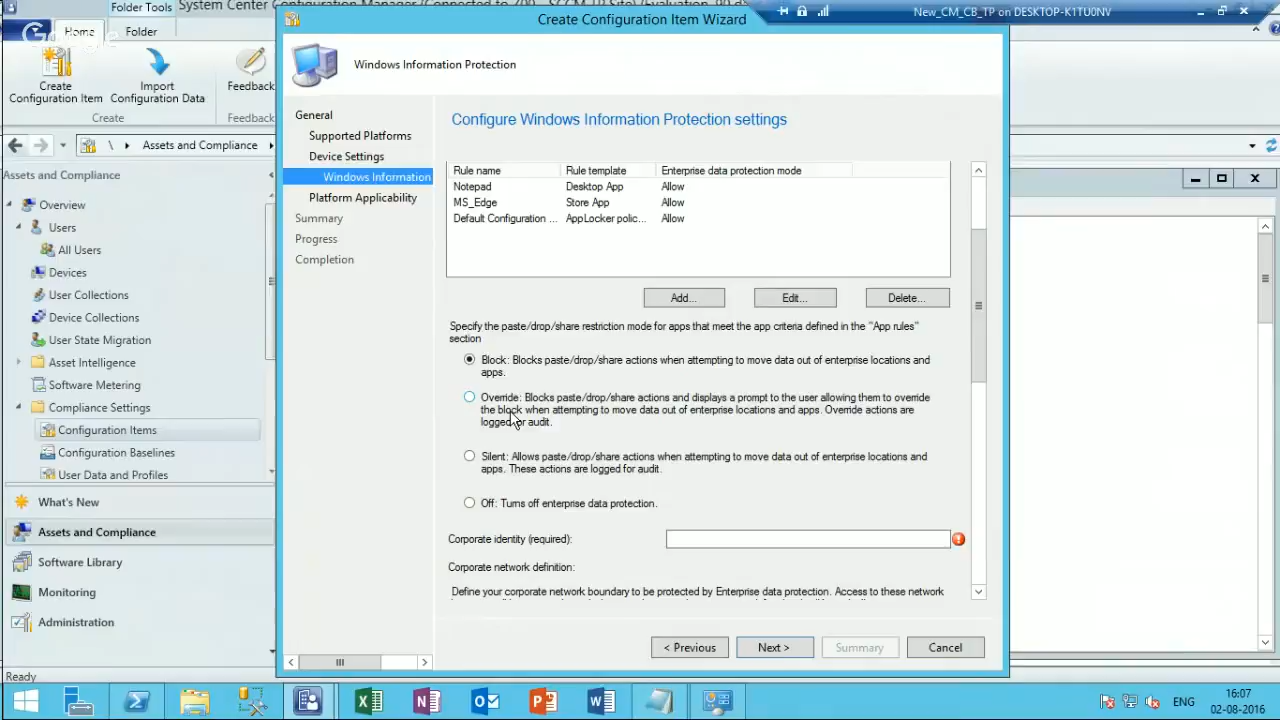 Folder Tools
System Center Configuration Manager (Connected to
Create Configuration Item Wizard
New_CM_CB_TP on DESKTOP-K1TU0NV
Home
Folder
Create
Configuration Item
Import
Configuration Data
Feedback
Create
Feedback
\ Assets and Compliance
Assets and Compliance
Overview
Users
All Users
Devices
User Collections
Device Collections
User State Migration
Asset Intelligence
Software Metering
Compliance Settings
Configuration Items
Configuration Baselines
User Data and Profiles
What's New
Assets and Compliance
Software Library
Monitoring
Administration
Ready
Windows Information Protection
General
Supported Platforms
Device Settings
Windows Information
Platform Applicability
Summary
Progress
Completion
Configure Windows Information Protection settings
Rule name Rule template Enterprise data protection mode
Notepad Desktop App Allow
MS_Edge Store App Allow
Default Configuration ... AppLocker polic... Allow
Add... Edit... Delete...
Specify the paste/drop/share restriction mode for apps that meet the app criteria defined in the "App rules"
section
Block: Blocks paste/drop/share actions when attempting to move data out of enterprise locations and
apps.
Override: Blocks paste/drop/share actions and displays a prompt to the user allowing them to override
the block when attempting to move data out of enterprise locations and apps. Override actions are
logged for audit.
Silent: Allows paste/drop/share actions when attempting to move data out of enterprise locations and
apps. These actions are logged for audit.
Off: Turns off enterprise data protection.
Corporate identity (required):
Corporate network definition:
Define your corporate network boundary to be protected by Enterprise data protection. Access to these network
< Previous Next > Summary Cancel
ENG
16:07
02-08-2016